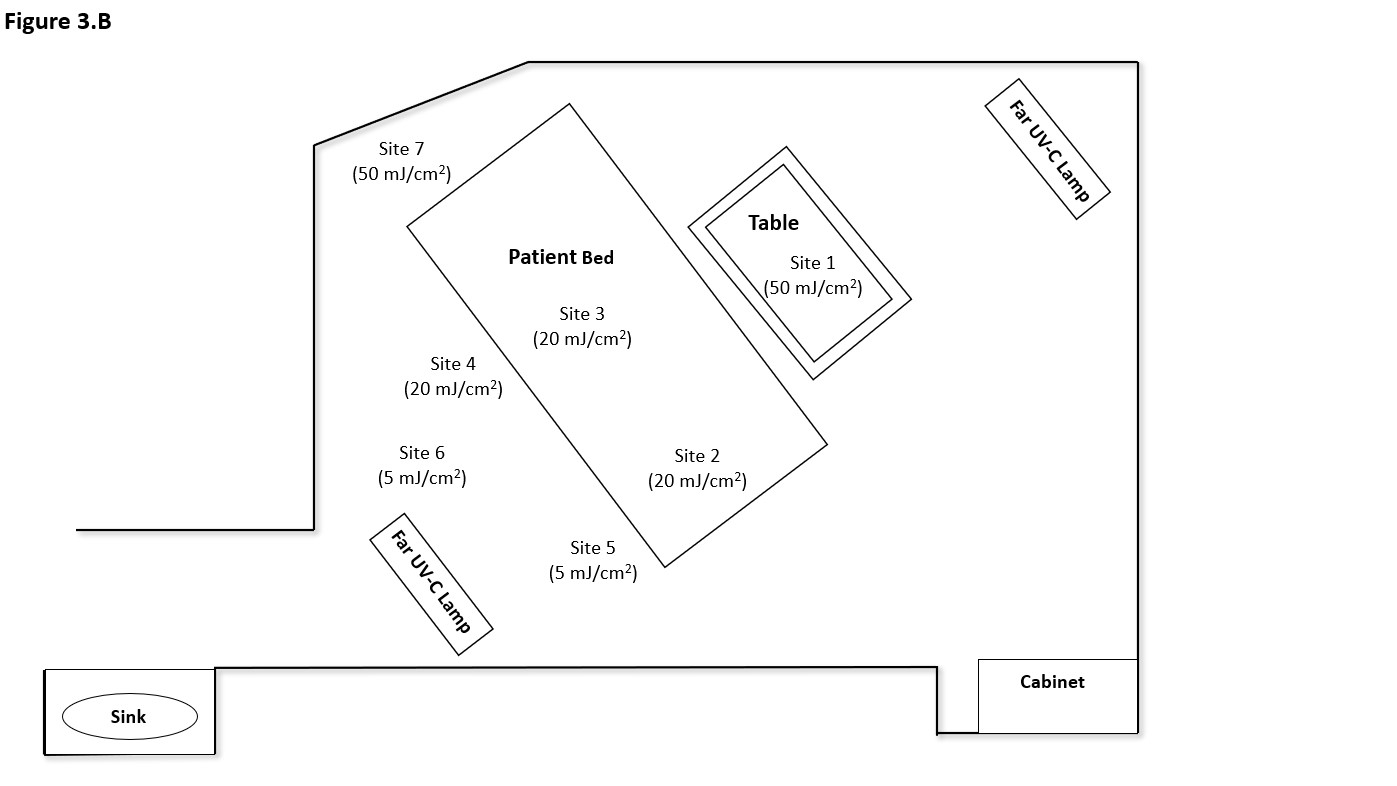 Figure 3.B
Far UV-C Lamp
Site 7
(50 mJ/cm²)
Table
Site 1
(50 mJ/cm²)
Patient Bed
Site 3
(20 mJ/cm²)
Site 4
(20 mJ/cm²)
Site 6
(5 mJ/cm²)
Site 2
(20 mJ/cm²)
Site 5
(5 mJ/cm²)
Far UV-C Lamp
Cabinet
Sink